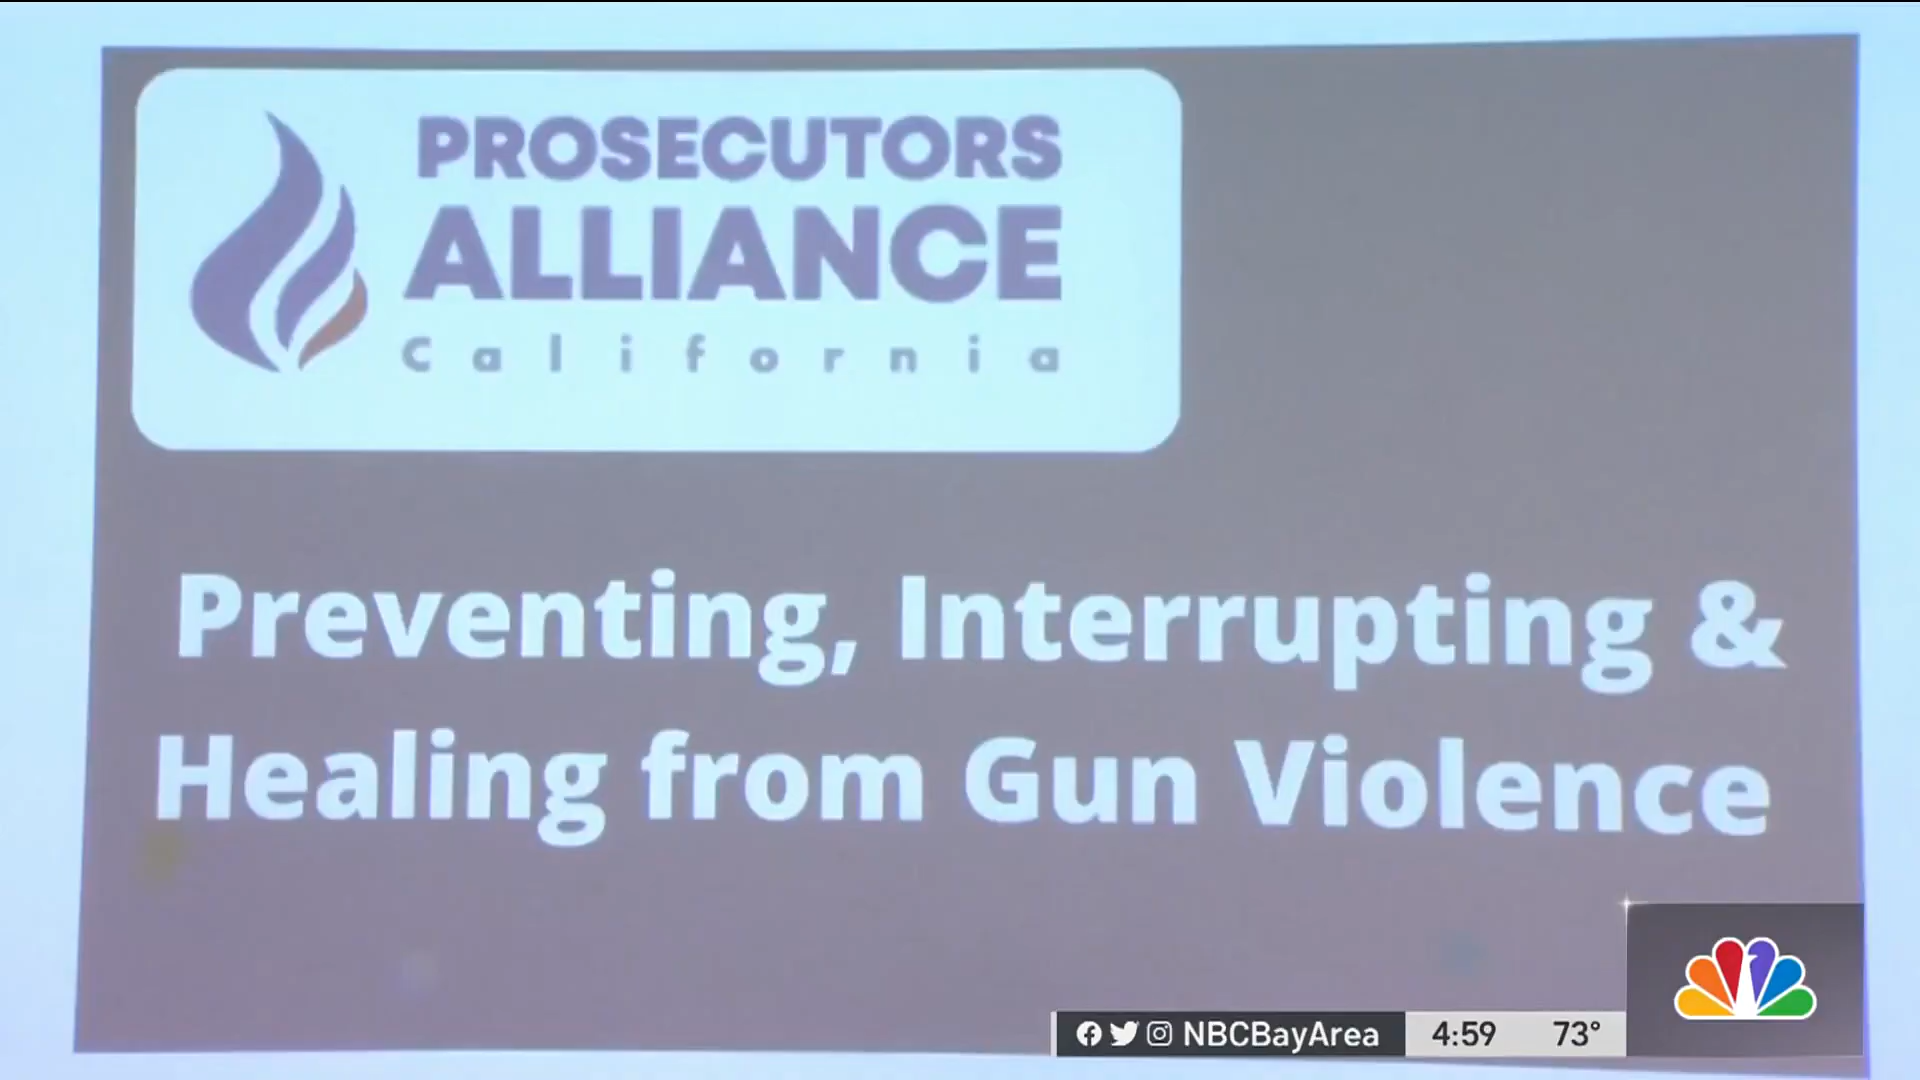 PROSECUTORS
ALLIANCE
California
Preventing, Interrupting &
Healing from Gun Violence
NBCBayArea 4:59 73°